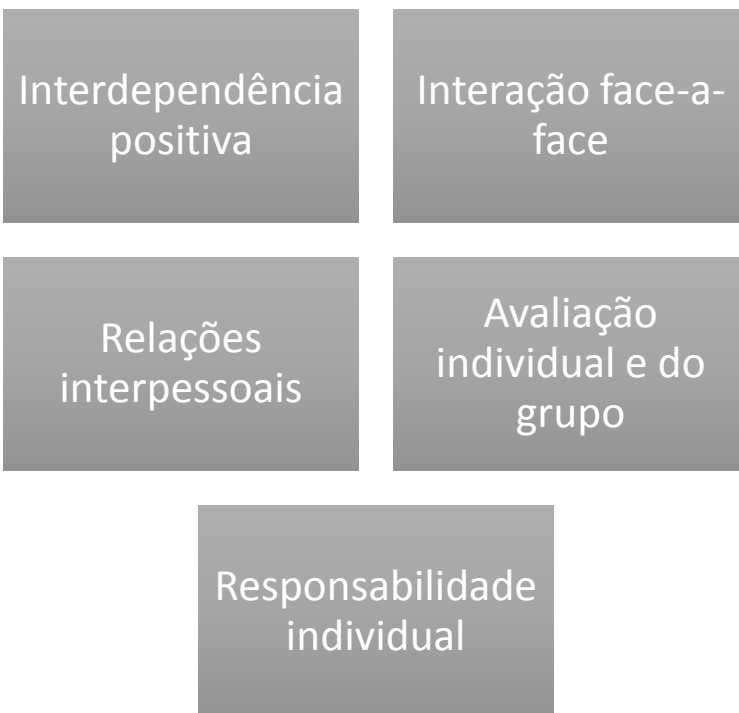 Interdependência
positiva
Interação face-a-
face
Relações
interpessoais
Avaliação
individual e do
grupo
Responsabilidade
individual